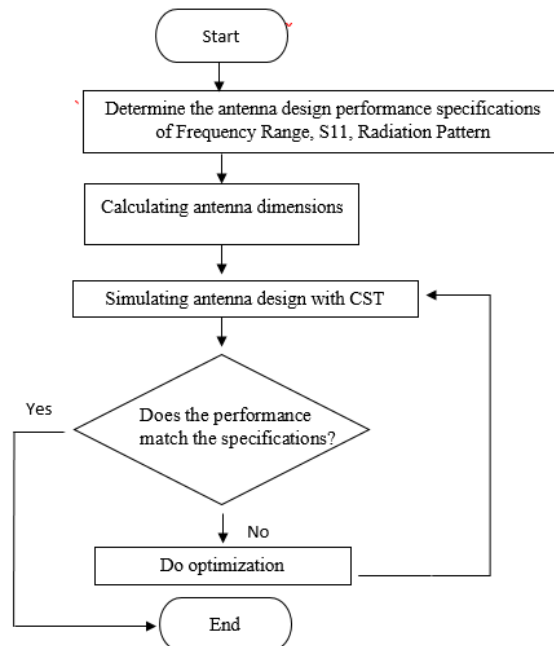 Start
Determine the antenna design performance specifications
of Frequency Range, S11, Radiation Pattern
Calculating antenna dimensions
Simulating antenna design with CST
Yes
Does the performance
match the specifications?
No
Do optimization
End